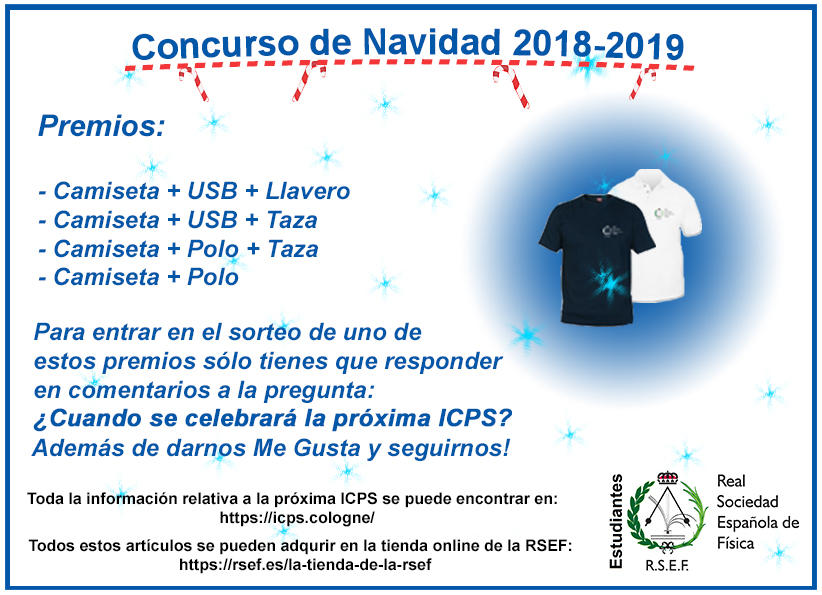 Concurso de Navidad 2018-2019
Premios:
- Camiseta + USB + Llavero
- Camiseta + USB + Taza
- Camiseta + Polo + Taza
- Camiseta + Polo
Para entrar en el sorteo de uno de
estos premios sólo tienes que responder
en comentarios a la pregunta:
¿Cuando se celebrará la próxima ICPS?
Además de darnos Me Gusta y seguirnos!
Toda la información relativa a la próxima ICPS se puede encontrar en:
https://icps.cologne/
Todos estos artículos se pueden adqurir en la tienda online de la RSEF:
https://rsef.es/la-tienda-de-la-rsef
Estudiantes
R.S.E.F.
Real
Sociedad
Española de
Física